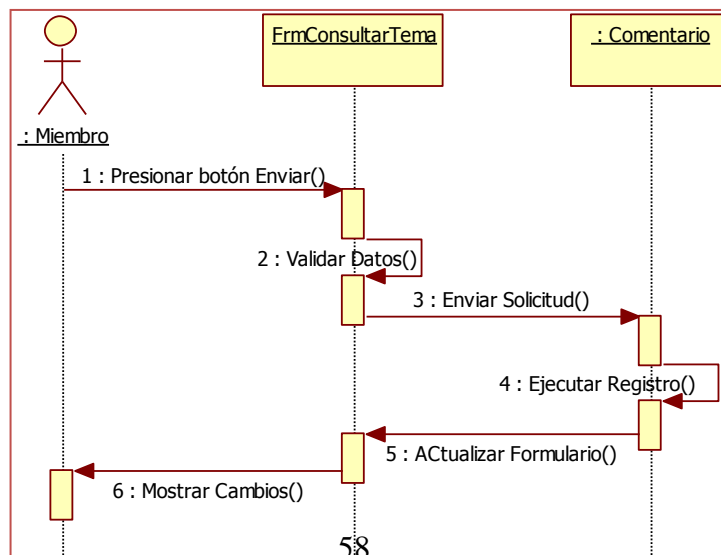 FrmConsultarTema
: Comentario
: Miembro
1 : Presionar botón Enviar()
2 : Validar Datos()
3 : Enviar Solicitud()
4 : Ejecutar Registro()
5 : ACtualizar Formulario()
6 : Mostrar Cambios()
58